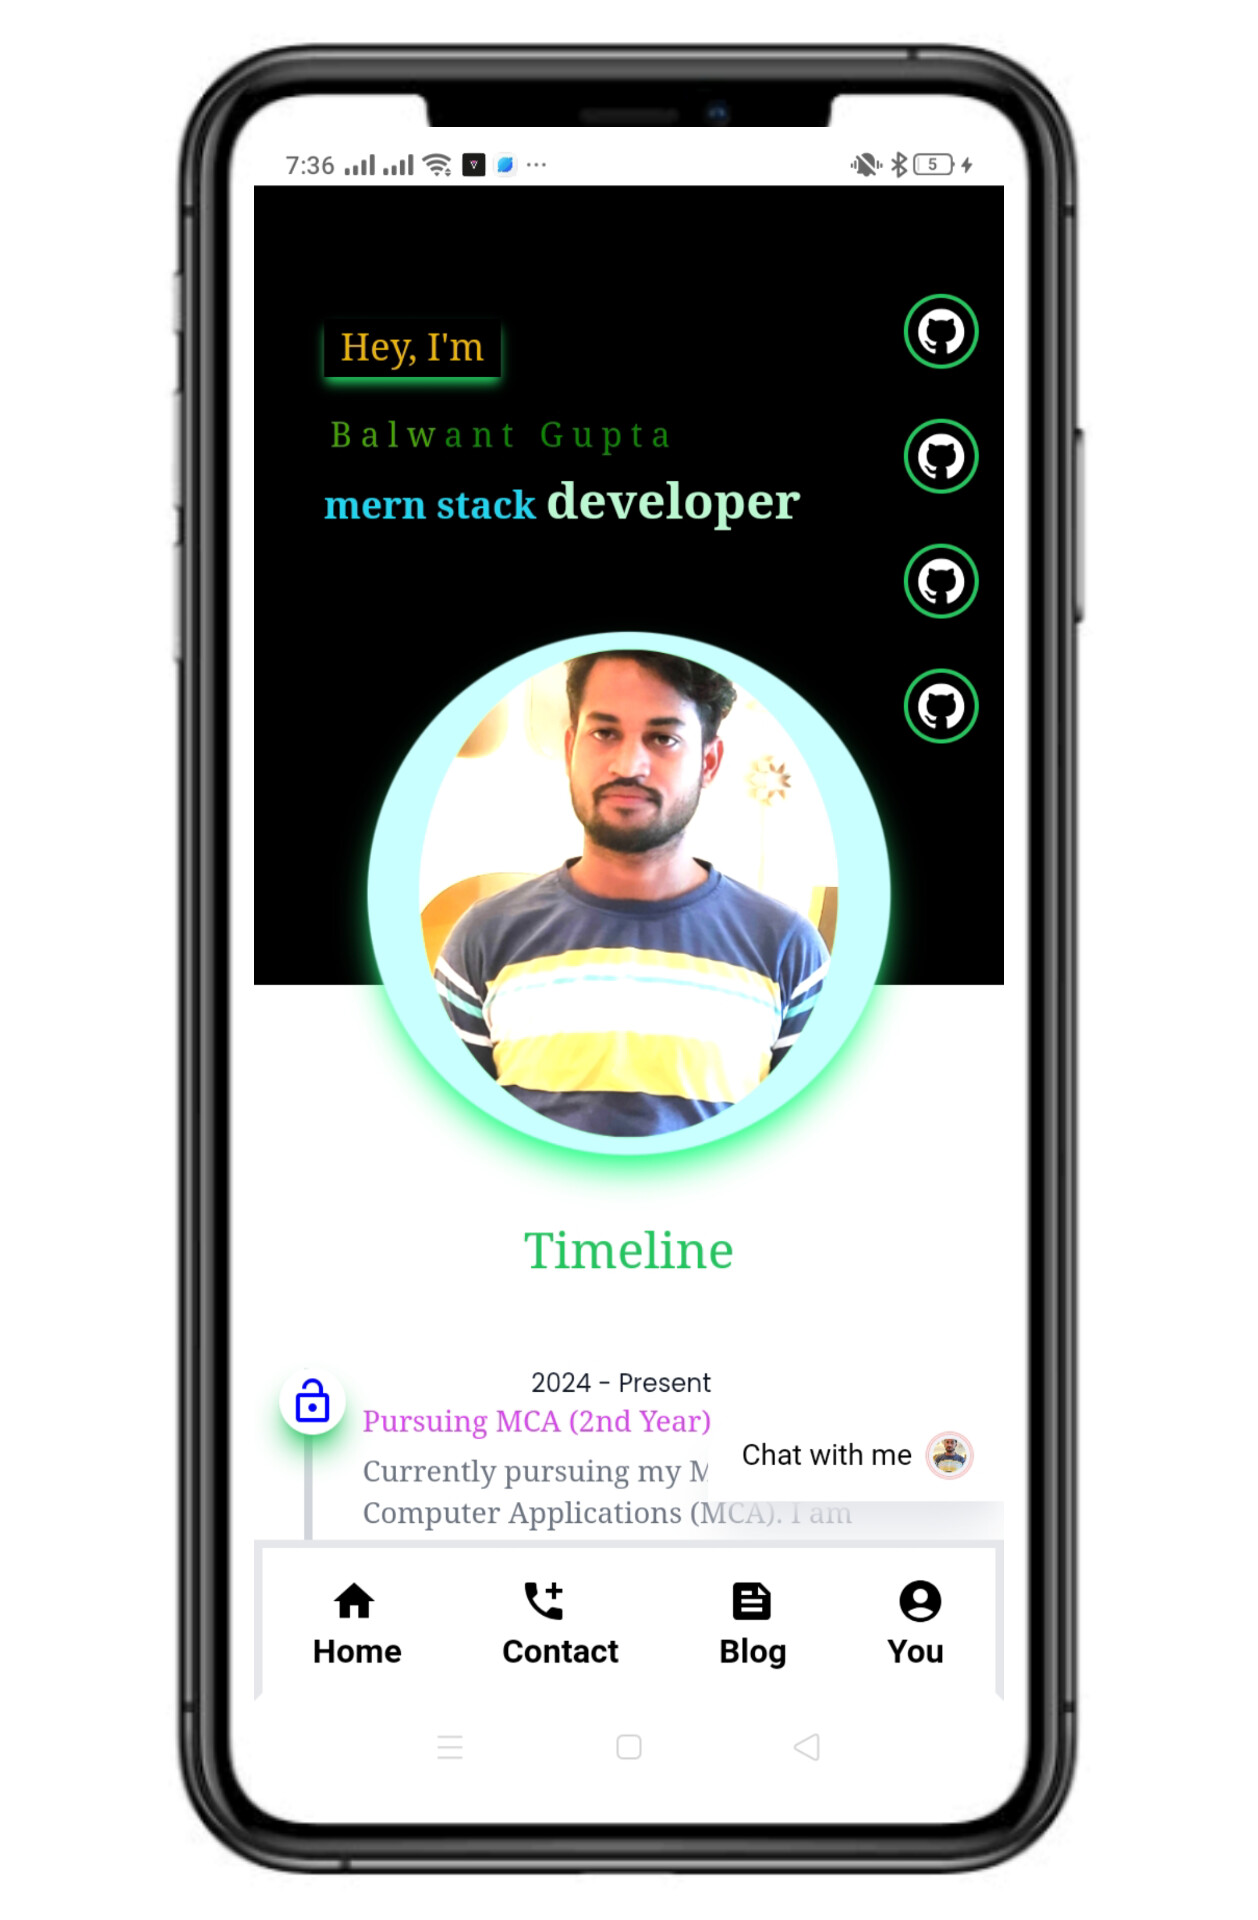 7:36
5
Hey, I'm
Balwant Gupta
mern stack developer
Timeline
2024 - Present
Pursuing MCA (2nd Year)
Chat with me
Currently pursuing my M
Computer Applications (MCA). I am
Home Contact Blog You